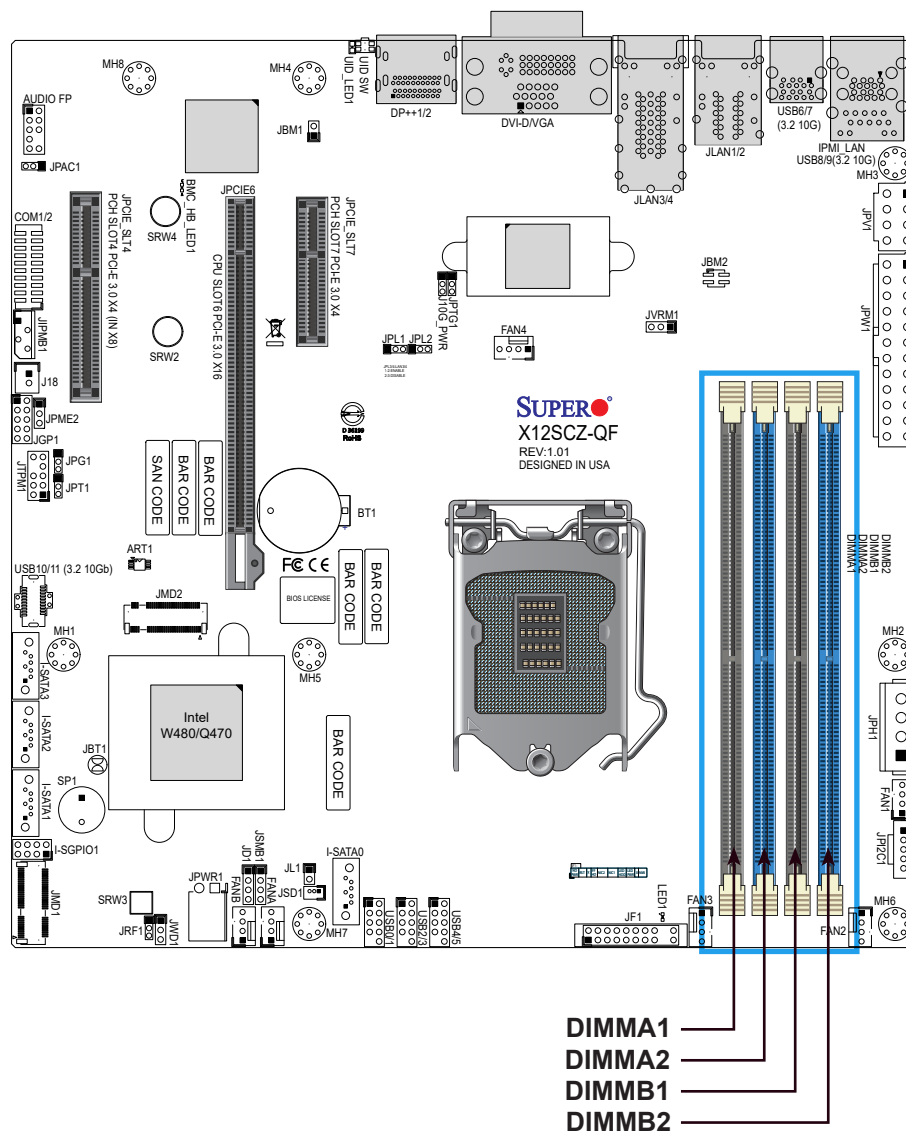 UID_LED1
UID SW
DP++1/2
DVI-D/VGA
JLAN3/4
JLAN1/2
USB6/7
(3.2 10G)
IPMI_LAN
USB8/9(3.2 10G)
MH3
MH8
MH4
AUDIO FP
JPAC1
JBM1
BMC_HB_LED1
JPCIE6
CPU SLOT6 PCI-E 3.0 X16
JPCIE_SLT4
PCH SLOT4 PCI-E 3.0 X4 (IN X8)
JPCIE_SLT7
PCH SLOT7 PCI-E 3.0 X4
COM1/2
SRW4
SRW2
JIPMB1
J18
JPME2
JGP1
JPG1
JPT1
JTPM1
JPTG1
J10G_PWR
JPL1
JPL2
FAN4
JBM2
JVRM1
JPV1
JPW1
SUPER
X12SCZ-QF
REV:1.01
DESIGNED IN USA
RoHS
SAN CODE
BAR CODE
BAR CODE
BT1
ART1
FC CE
BIOS LICENSE
BAR CODE
BAR CODE
USB10/11 (3.2 10Gb)
JMD2
MH1
MH5
MH2
DIMMA1
DIMMA2
DIMMB1
DIMMB2
I-SATA3
I-SATA2
I-SATA1
Intel
W480/Q470
BAR CODE
JBT1
SP1
I-SGPIO1
JMD1
SRW3
JRF1
JWD1
JPWR1
JD1
JSMB1
FANB
FANA
JL1
JSD1
I-SATA0
MH7
USB0/1
USB2/3
USB4/5
JF1
LED1
FAN3
FAN2
MH6
JPH1
FAN1
JPI2C1
DIMMA1
DIMMA2
DIMMB1
DIMMB2